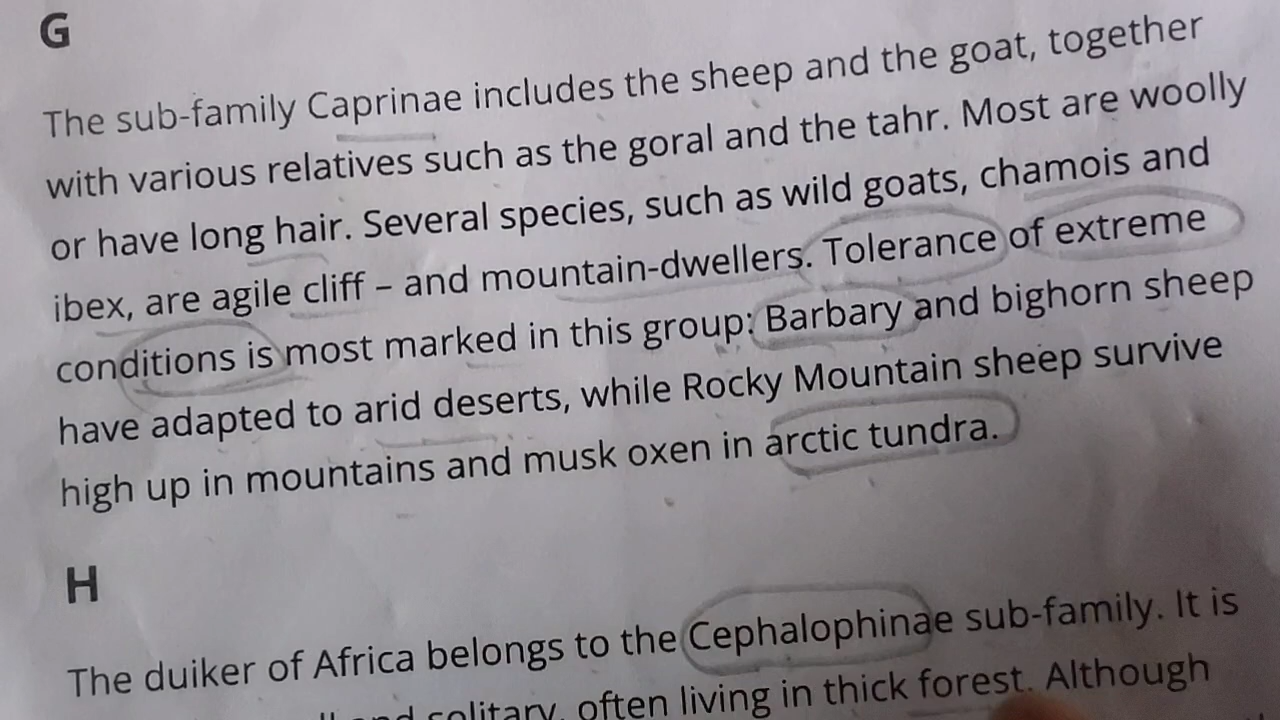 G
The sub-family Caprinae includes the sheep and the goat, together
with various relatives such as the goral and the tahr. Most are woolly
or have long hair. Several species, such as wild goats, chamois and
ibex, are agile cliff – and mountain-dwellers. Tolerance of extreme
conditions is most marked in this group: Barbary and bighorn sheep
have adapted to arid deserts, while Rocky Mountain sheep survive
high up in mountains and musk oxen in arctic tundra.
H
The duiker of Africa belongs to the Cephalophinae sub-family. It is
and solitary, often living in thick forest. Although